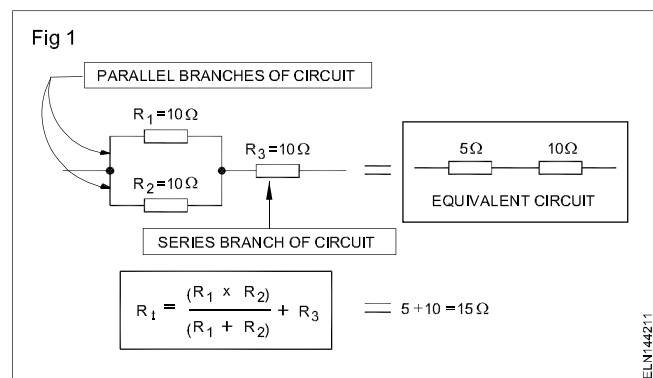 Fig 1
PARALLEL BRANCHES OF CIRCUIT
R1=10Ω
R3=10Ω
R2=10Ω
=
5Ω 10Ω
EQUIVALENT CIRCUIT
SERIES BRANCH OF CIRCUIT
Rt = (R1 x R2) / (R1 + R2) + R3 = 5+10=15Ω
ELN144211